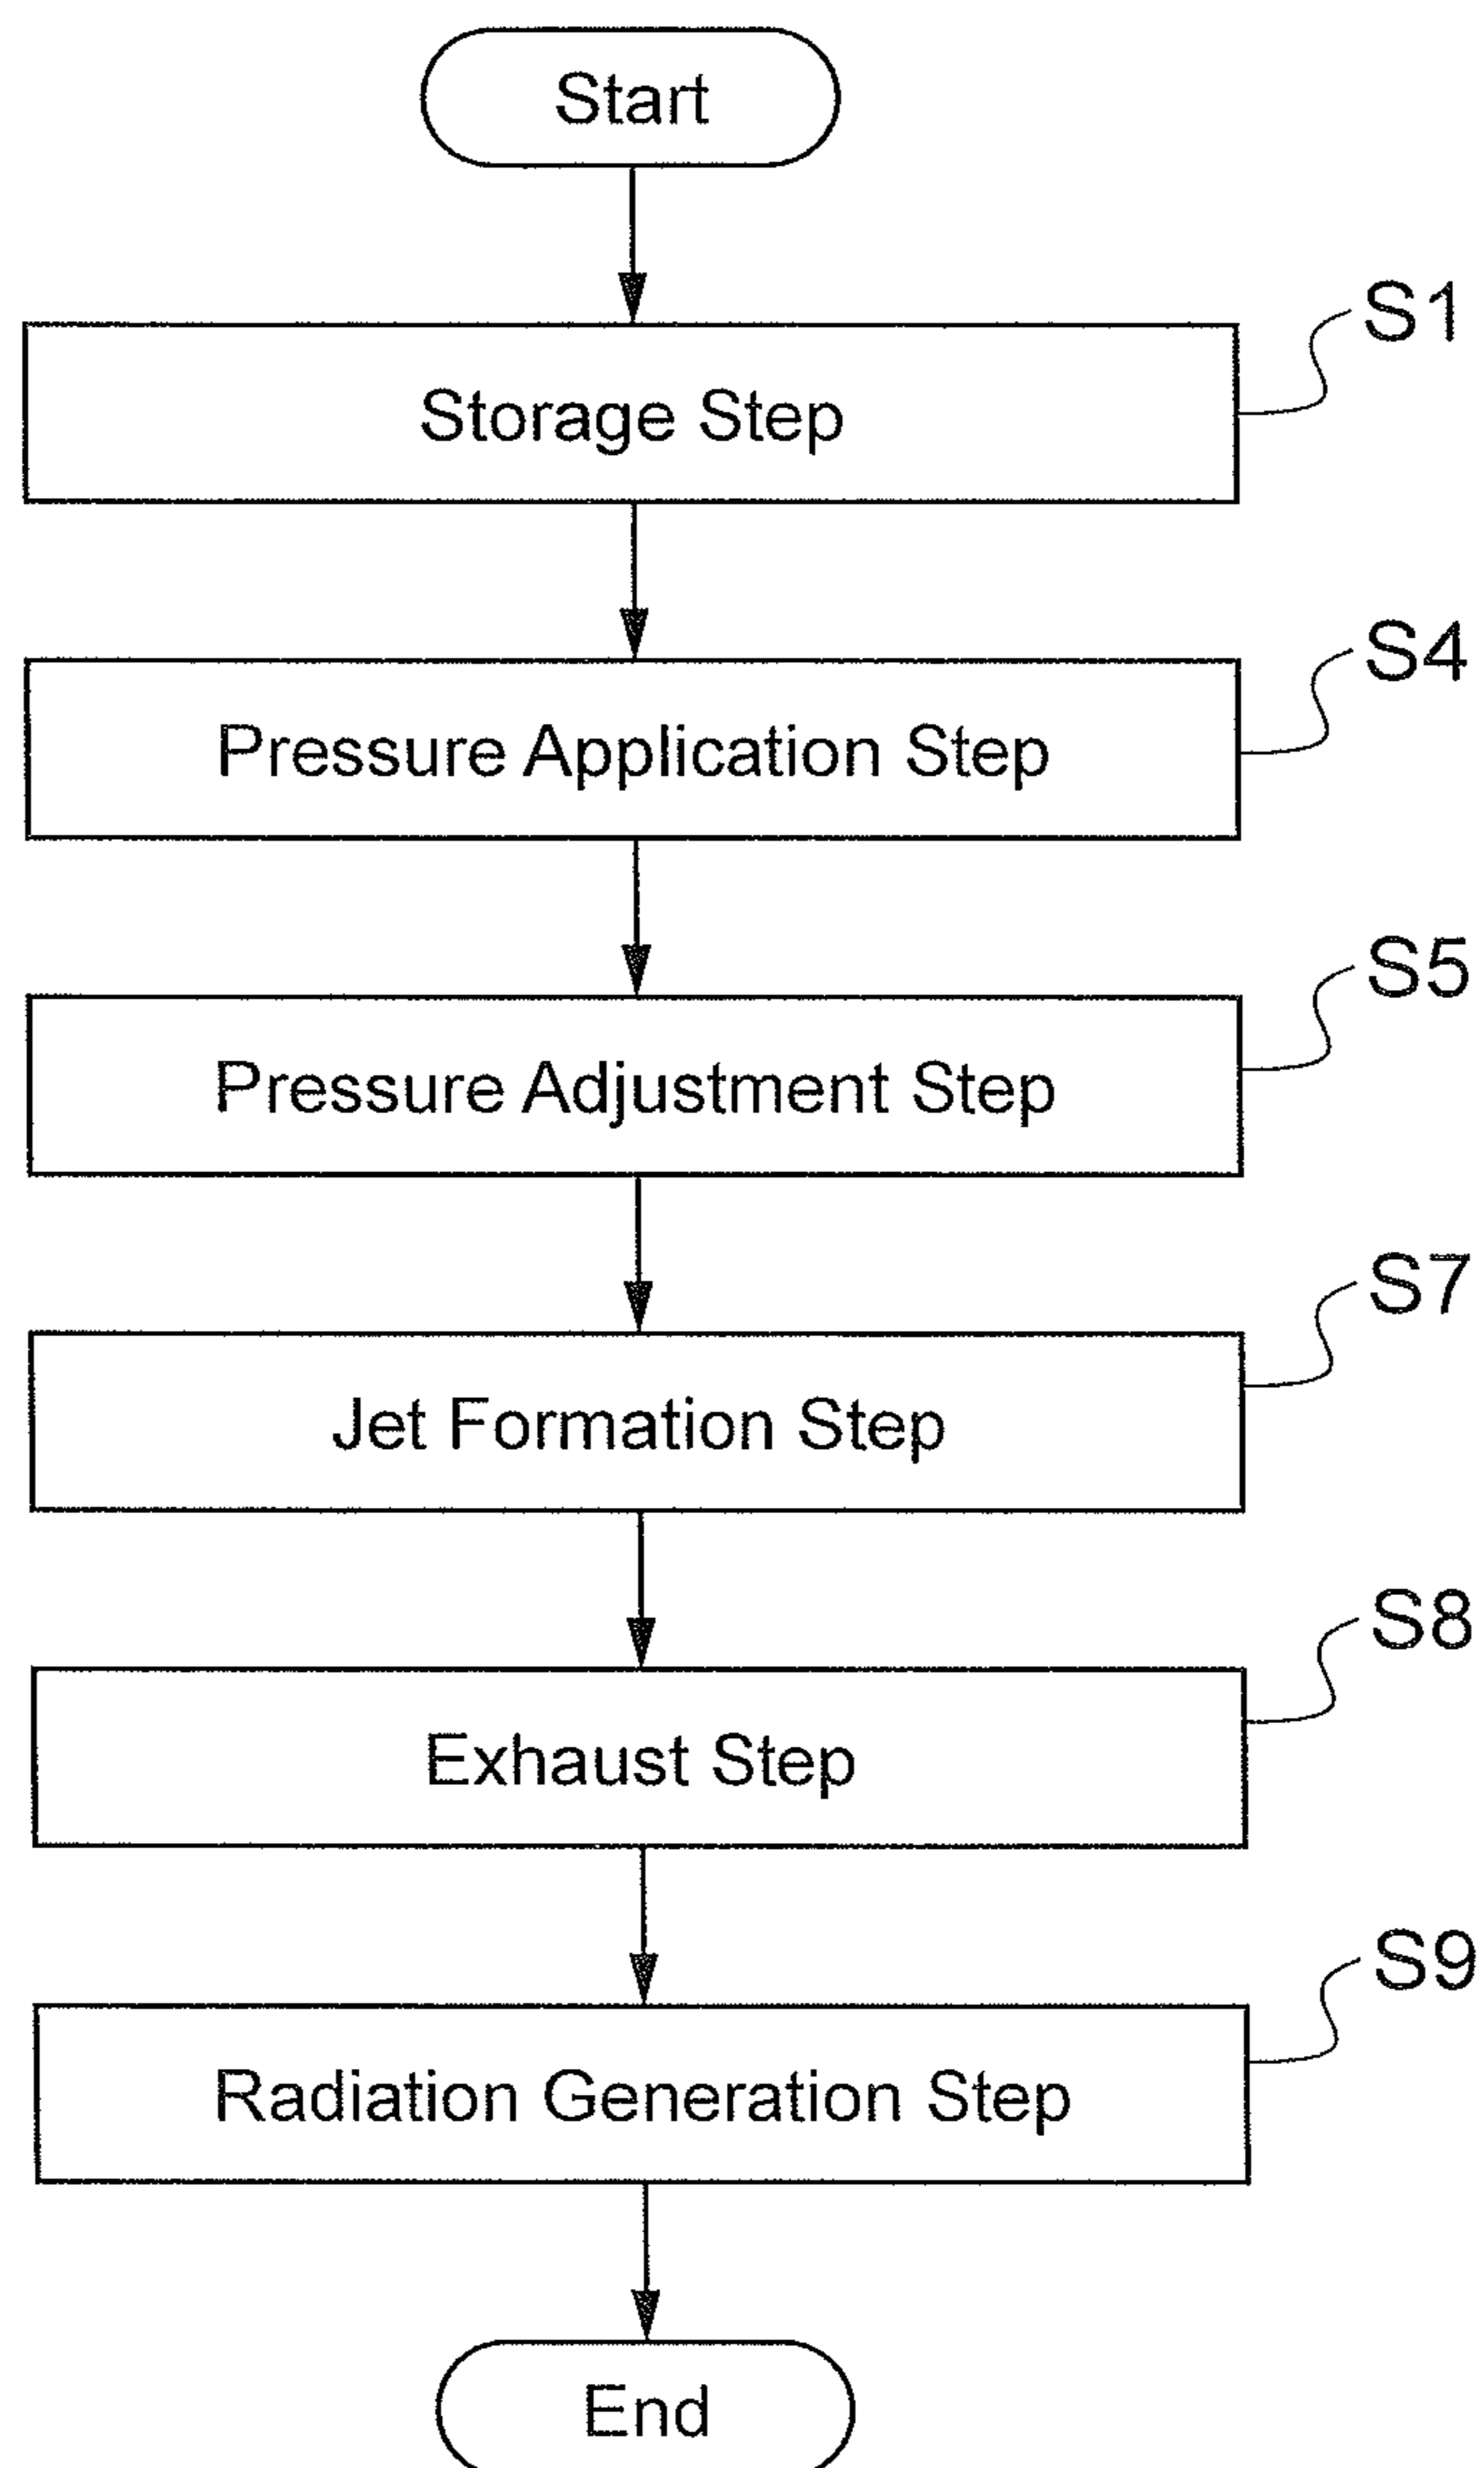 Start
S1
Storage Step
S4
Pressure Application Step
S5
Pressure Adjustment Step
S7
Jet Formation Step
S8
Exhaust Step
S9
Radiation Generation Step
End